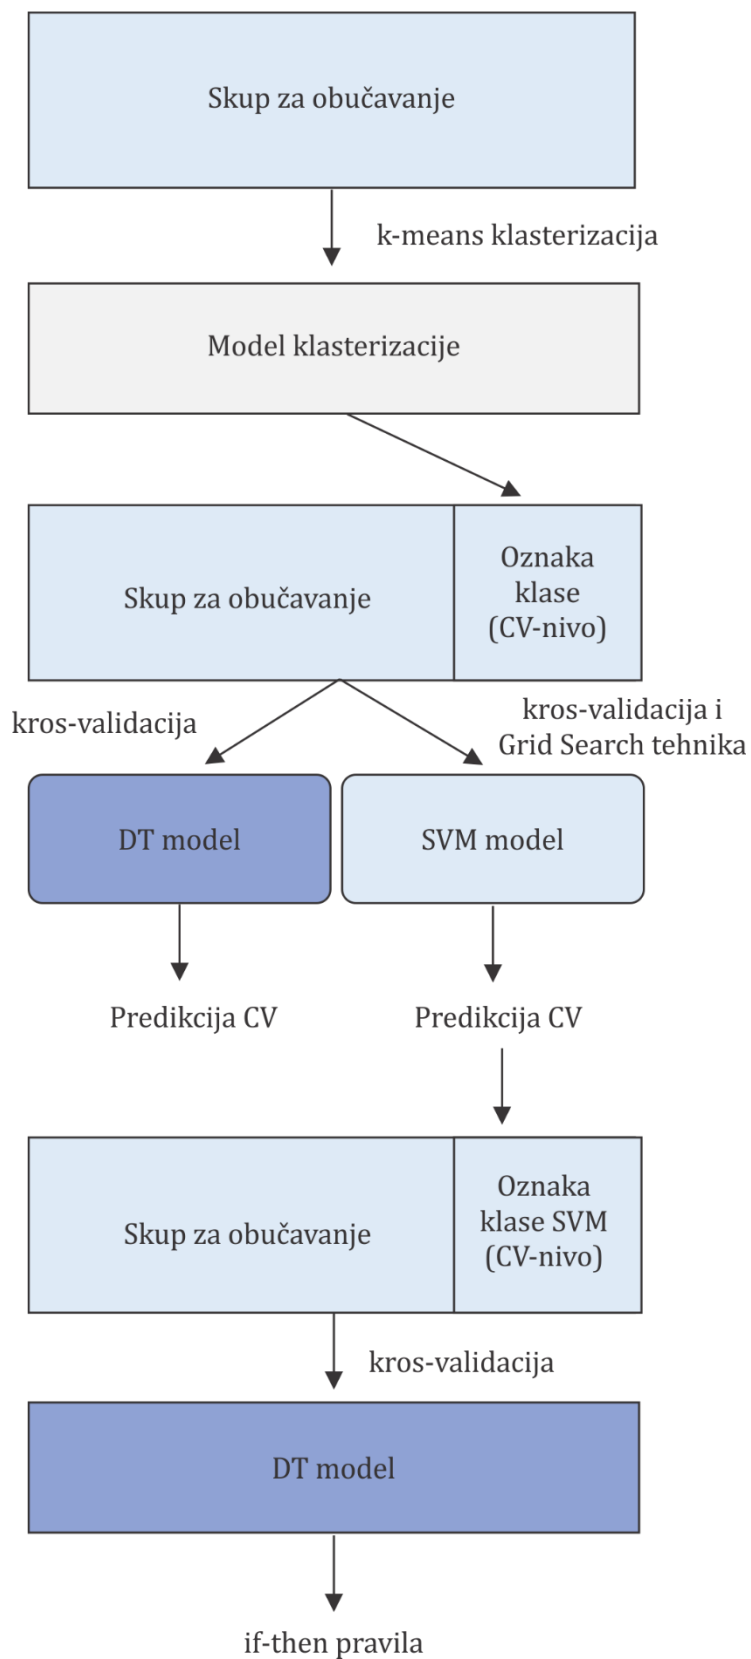 Skup za obučavanje
k-means klasterizacija
Model klasterizacije
Skup za obučavanje
Oznaka
klase
(CV-nivo)
kros-validacija
kros-validacija i
Grid Search tehnika
DT model
SVM model
Predikcija CV
Predikcija CV
Skup za obučavanje
Oznaka
klase SVM
(CV-nivo)
kros-validacija
DT model
if-then pravila